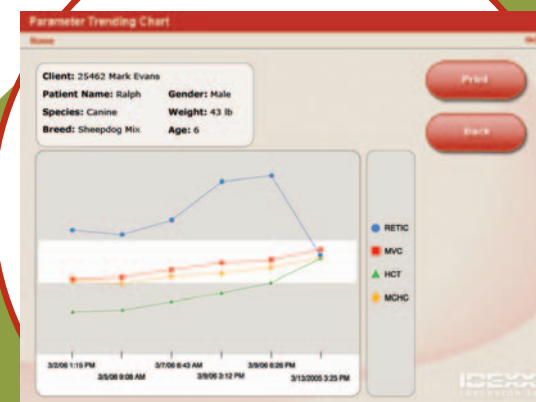 Parameter Trending Chart
Home
Client: 25462 Mark Evans
Patient Name: Ralph Gender: Male
Species: Canine Weight: 43 lb
Breed: Sheepdog Mix Age: 6
Print
Back
RETIC
MVC
HCT
MCHC
3/2/06 1:15 PM
3/5/06 9:08 AM
3/7/06 6:43 AM
3/8/06 3:12 PM
3/9/06 6:26 PM
3/13/2005 3:25 PM
IDEXX